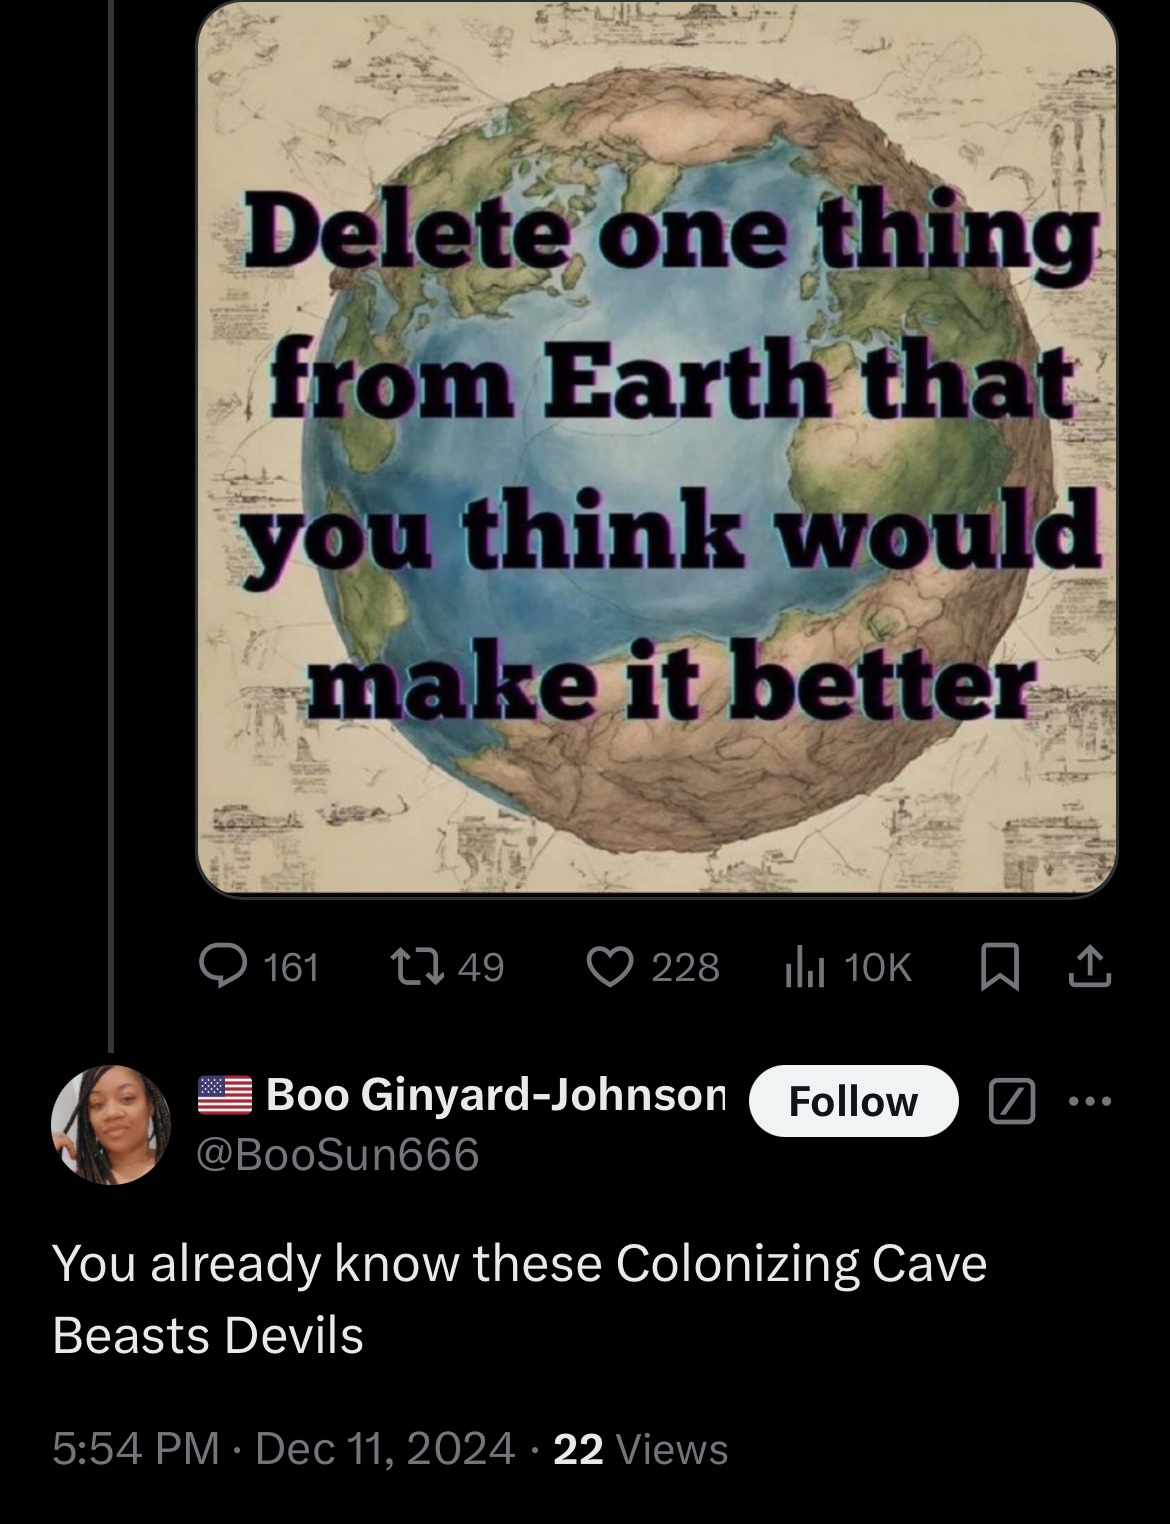 Delete one thing
from Earth that
you think would
make it better
161 49 228 10K
Boo Ginyard-Johnson Follow
@BooSun666
You already know these Colonizing Cave
Beasts Devils
5:54 PM · Dec 11, 2024 · 22 Views